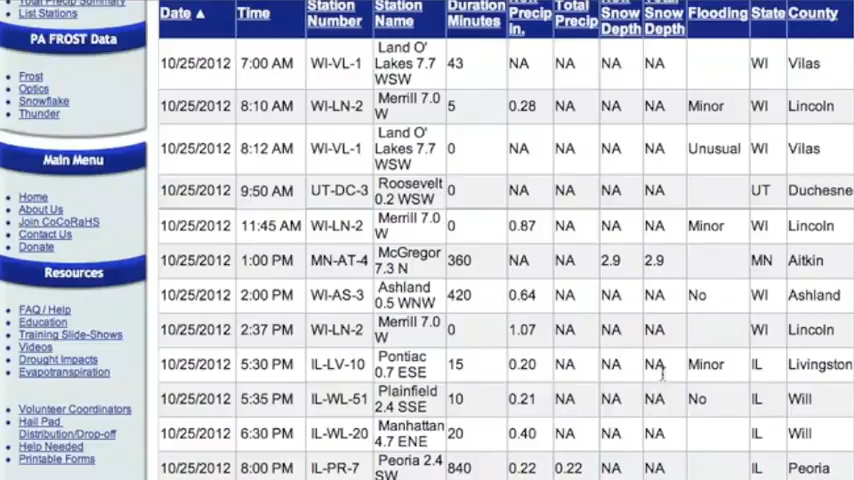 Total Precip Summary
List Stations
PA FROST Data
Frost
Optics
Snowflake
Thunder
Main Menu
Home
About Us
Join CoCoRaHS
Contact Us
Donate
Resources
FAQ / Help
Education
Training Slide-Shows
Videos
Drought Impacts
Evapotranspiration
Volunteer Coordinators
Hail Pad
Distribution/Drop-off
Help Needed
Printable Forms
Date ▲ Time Station Number Station Name Duration Minutes New Precip in. Total Precip New Snow Depth Total Snow Depth Flooding State County
10/25/2012 7:00 AM WI-VL-1 Land O' Lakes 7.7 WSW 43 NA NA NA NA WI Vilas
10/25/2012 8:10 AM WI-LN-2 Merrill 7.0 W 5 0.28 NA NA NA Minor WI Lincoln
10/25/2012 8:12 AM WI-VL-1 Land O' Lakes 7.7 WSW 0 NA NA NA NA Unusual WI Vilas
10/25/2012 9:50 AM UT-DC-3 Roosevelt 0.2 WSW 0 NA NA NA NA UT Duchesne
10/25/2012 11:45 AM WI-LN-2 Merrill 7.0 W 0 0.87 NA NA NA Minor WI Lincoln
10/25/2012 1:00 PM MN-AT-4 McGregor 7.3 N 360 NA NA 2.9 2.9 MN Aitkin
10/25/2012 2:00 PM WI-AS-3 Ashland 0.5 WNW 420 0.64 NA NA NA No WI Ashland
10/25/2012 2:37 PM WI-LN-2 Merrill 7.0 W 0 1.07 NA NA NA WI Lincoln
10/25/2012 5:30 PM IL-LV-10 Pontiac 0.7 ESE 15 0.20 NA NA NA Minor IL Livingston
10/25/2012 5:35 PM IL-WL-51 Plainfield 2.4 SSE 10 0.21 NA NA NA No IL Will
10/25/2012 6:30 PM IL-WL-20 Manhattan 4.7 ENE 20 0.40 NA NA NA IL Will
10/25/2012 8:00 PM IL-PR-7 Peoria 2.4 SW 840 0.22 0.22 NA NA IL Peoria